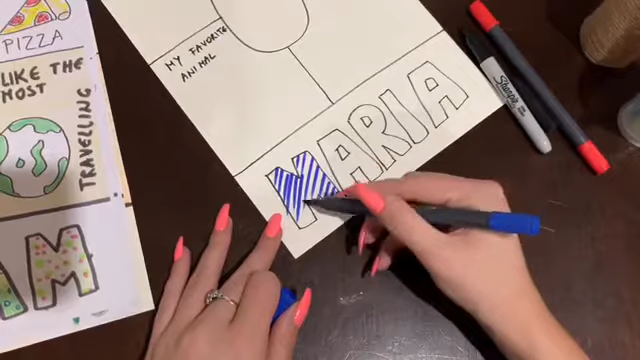 PIZZA
LIKE THE
MOST
TRAVELLING
AM
MY FAVORITE
ANIMAL
MARIA
Sharpie